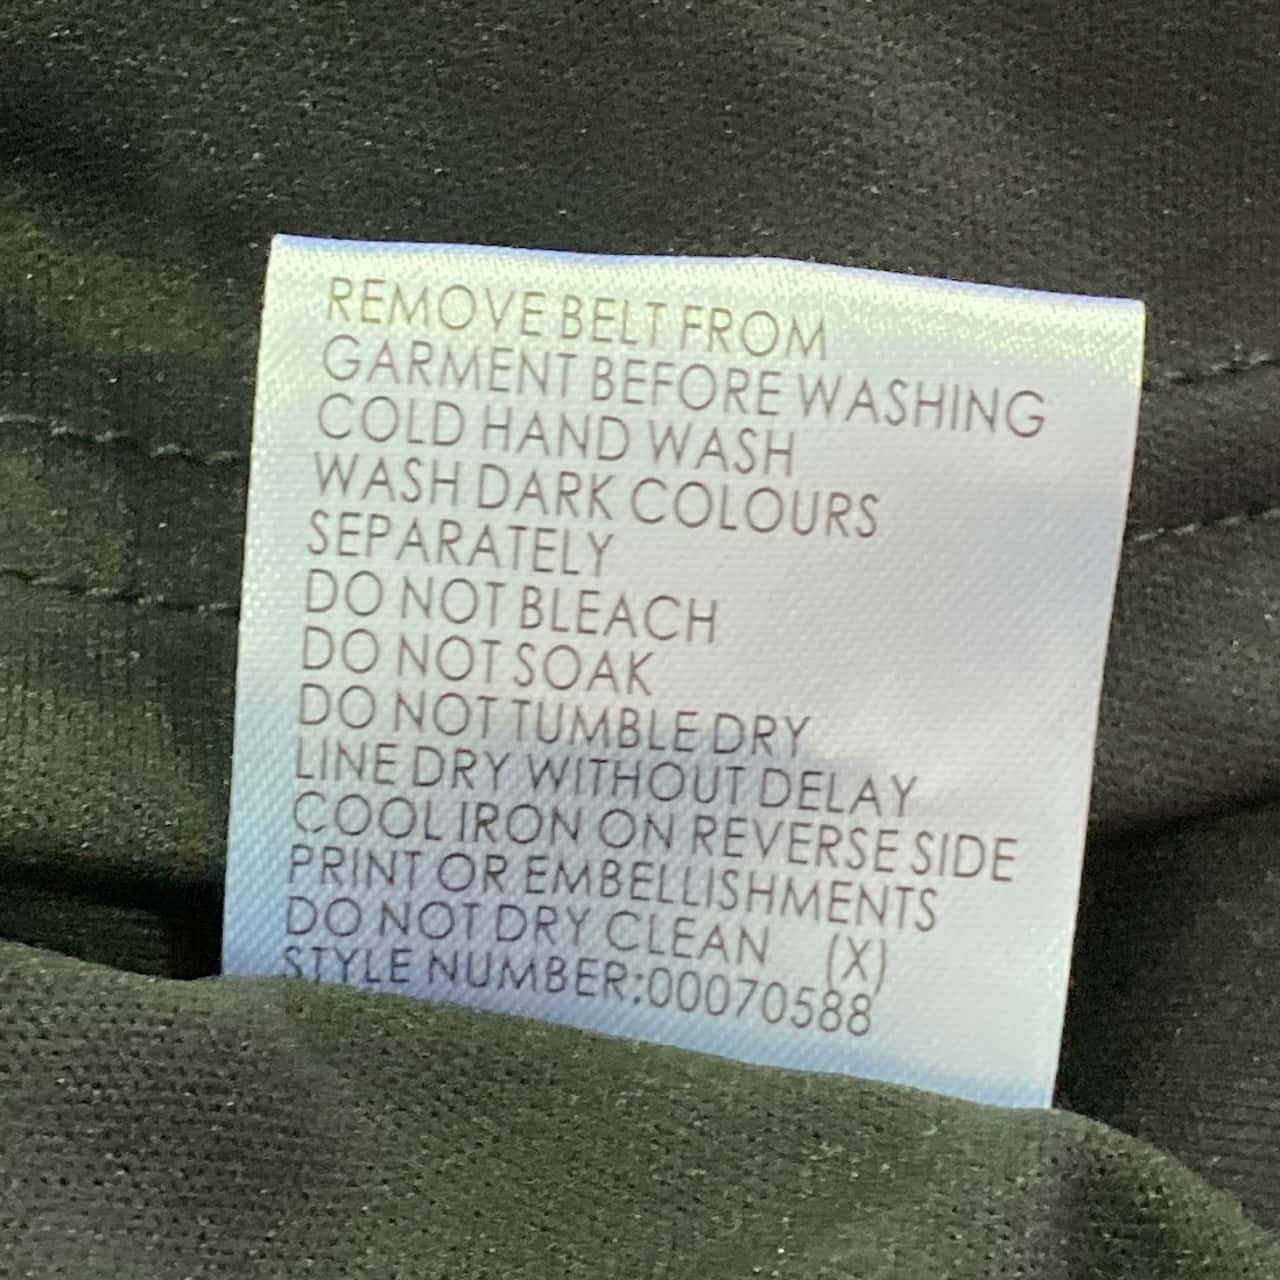 REMOVE BELT FROM
GARMENT BEFORE WASHING
COLD HAND WASH
WASH DARK COLOURS
SEPARATELY
DO NOT BLEACH
DO NOT SOAK
DO NOT TUMBLE DRY
LINE DRY WITHOUT DELAY
COOL IRON ON REVERSE SIDE
PRINT OR EMBELLISHMENTS
DO NOT DRY CLEAN (X)
STYLE NUMBER:00070588